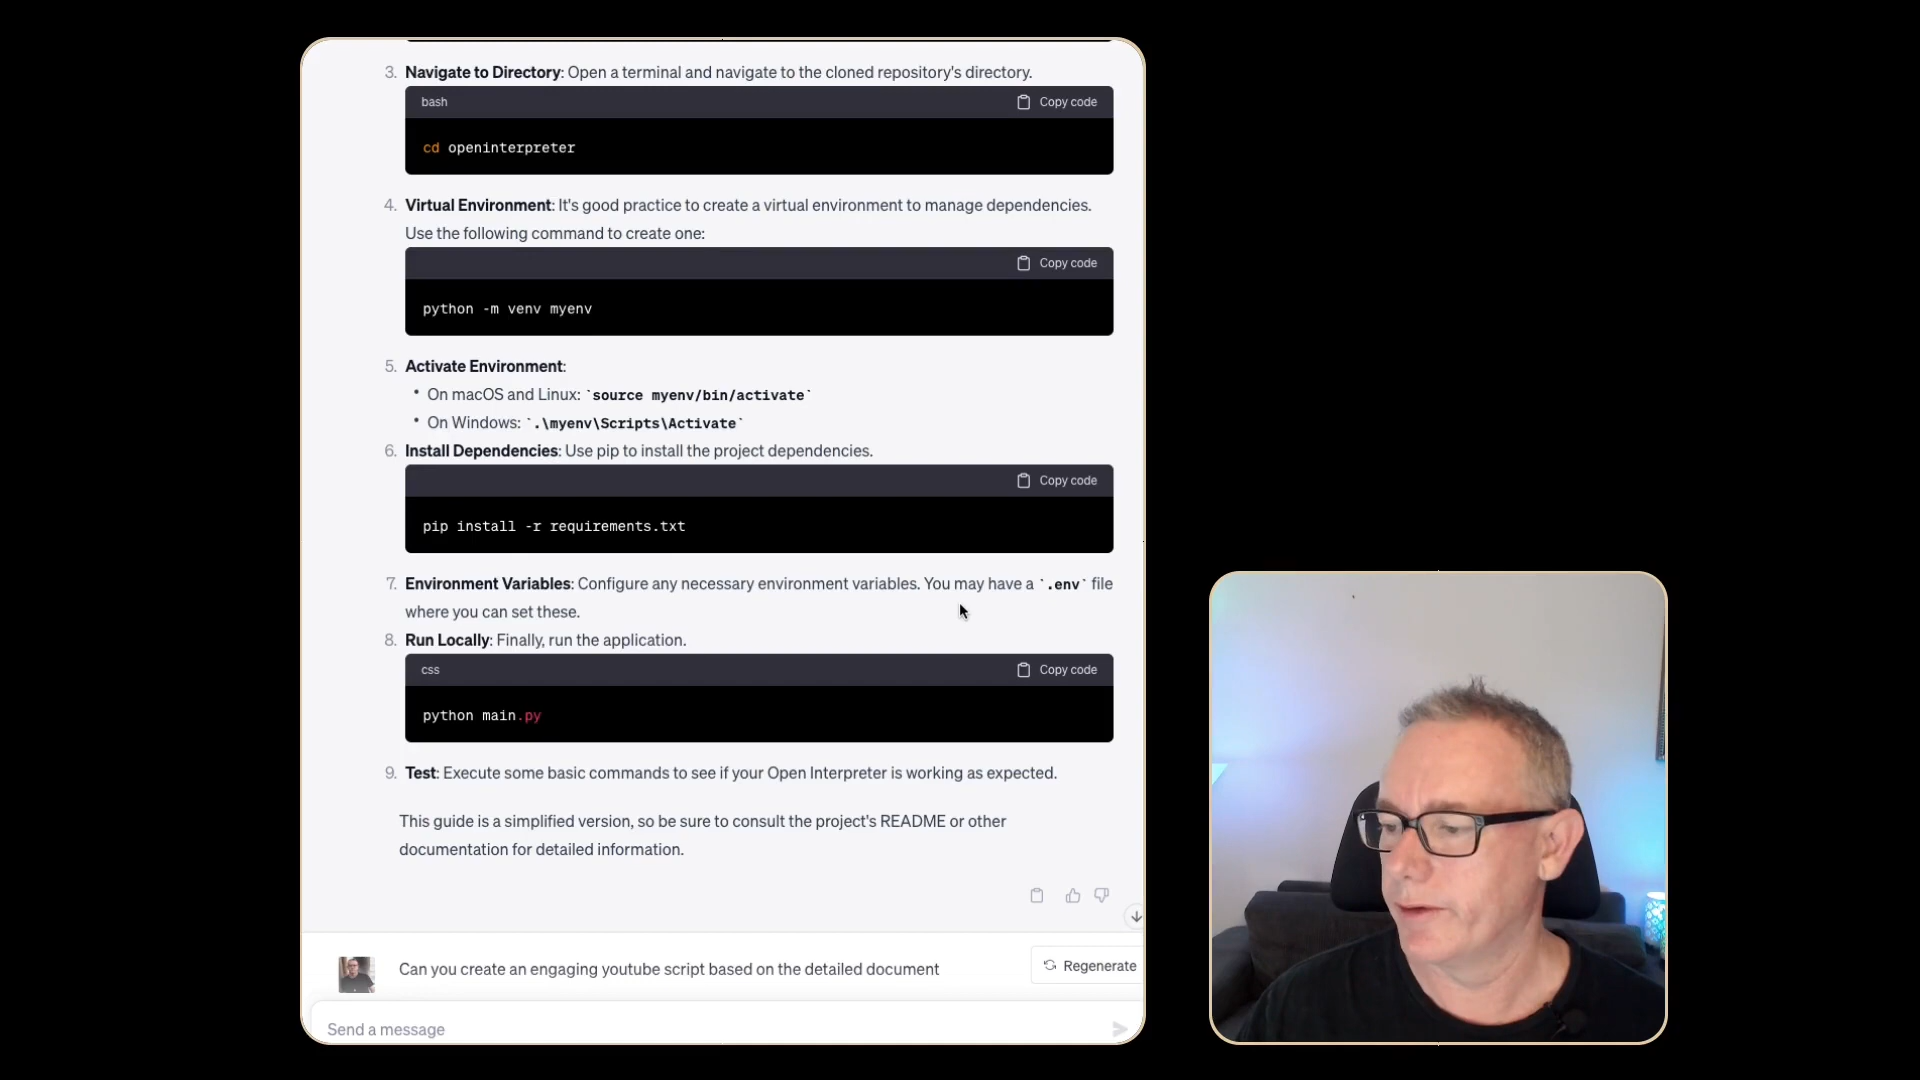 3. Navigate to Directory: Open a terminal and navigate to the cloned repository's directory.
bash
Copy code
cd openinterpreter
4. Virtual Environment: It's good practice to create a virtual environment to manage dependencies.
Use the following command to create one:
Copy code
python -m venv myenv
5. Activate Environment:
• On macOS and Linux: `source myenv/bin/activate`
• On Windows: `.\myenv\Scripts\Activate`
6. Install Dependencies: Use pip to install the project dependencies.
Copy code
pip install -r requirements.txt
7. Environment Variables: Configure any necessary environment variables. You may have a `.env` file
where you can set these.
8. Run Locally: Finally, run the application.
css
Copy code
python main.py
9. Test: Execute some basic commands to see if your Open Interpreter is working as expected.
This guide is a simplified version, so be sure to consult the project's README or other
documentation for detailed information.
Can you create an engaging youtube script based on the detailed document
Regenerate
Send a message